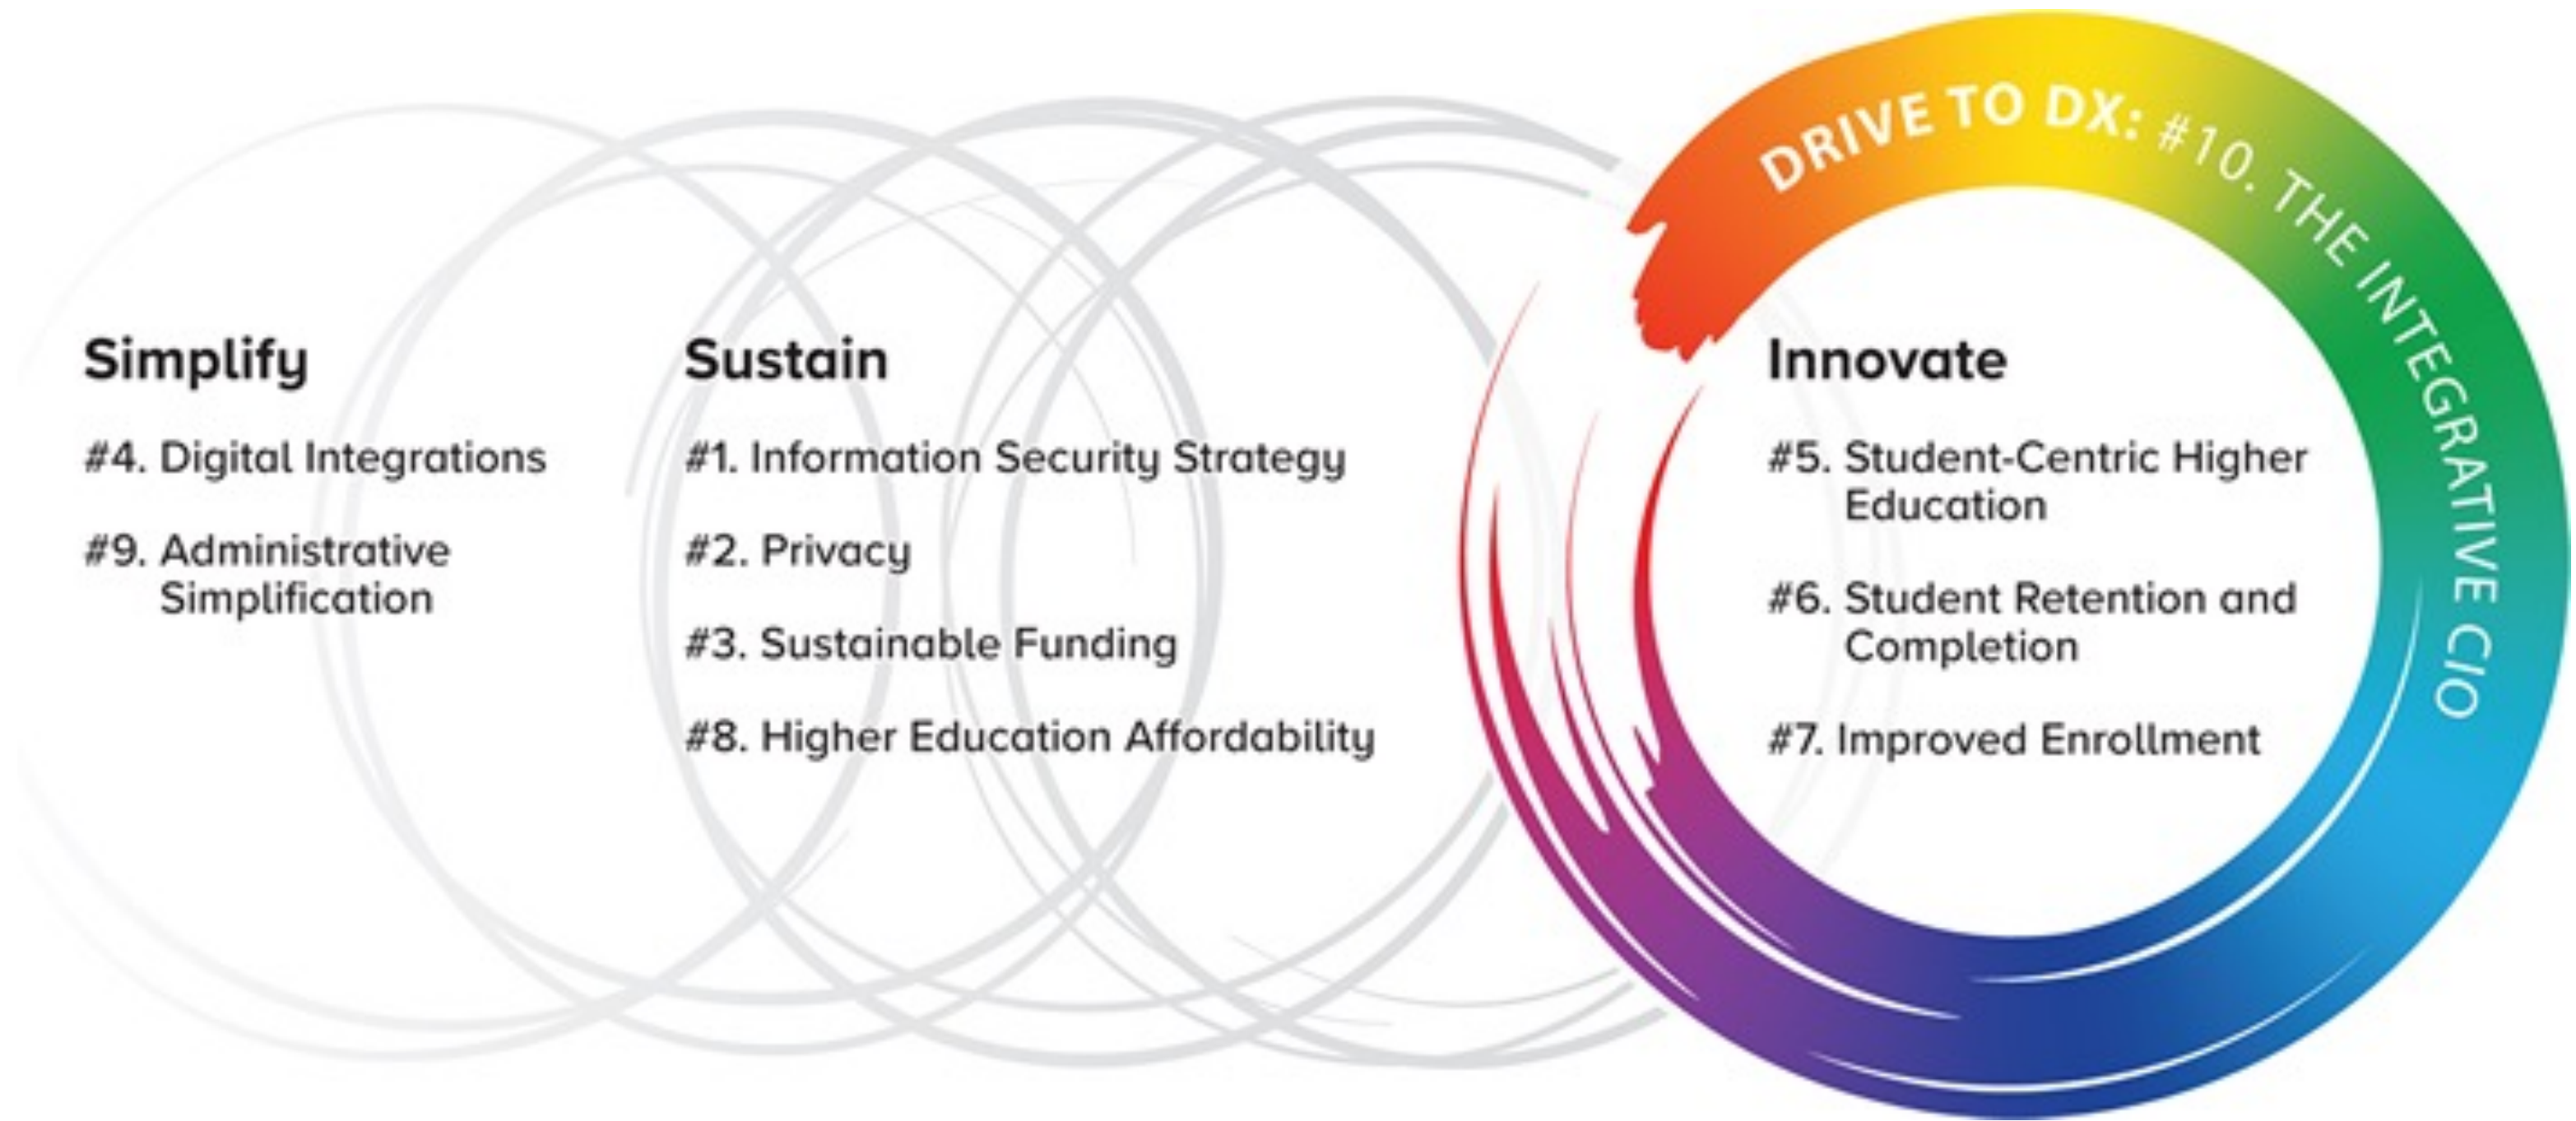 Simplify
#4. Digital Integrations
#9. Administrative
Simplification
Sustain
#1. Information Security Strategy
#2. Privacy
#3. Sustainable Funding
#8. Higher Education Affordability
DRIVE TO DX: #10. THE INTEGRATIVE CIO
Innovate
#5. Student-Centric Higher
Education
#6. Student Retention and
Completion
#7. Improved Enrollment